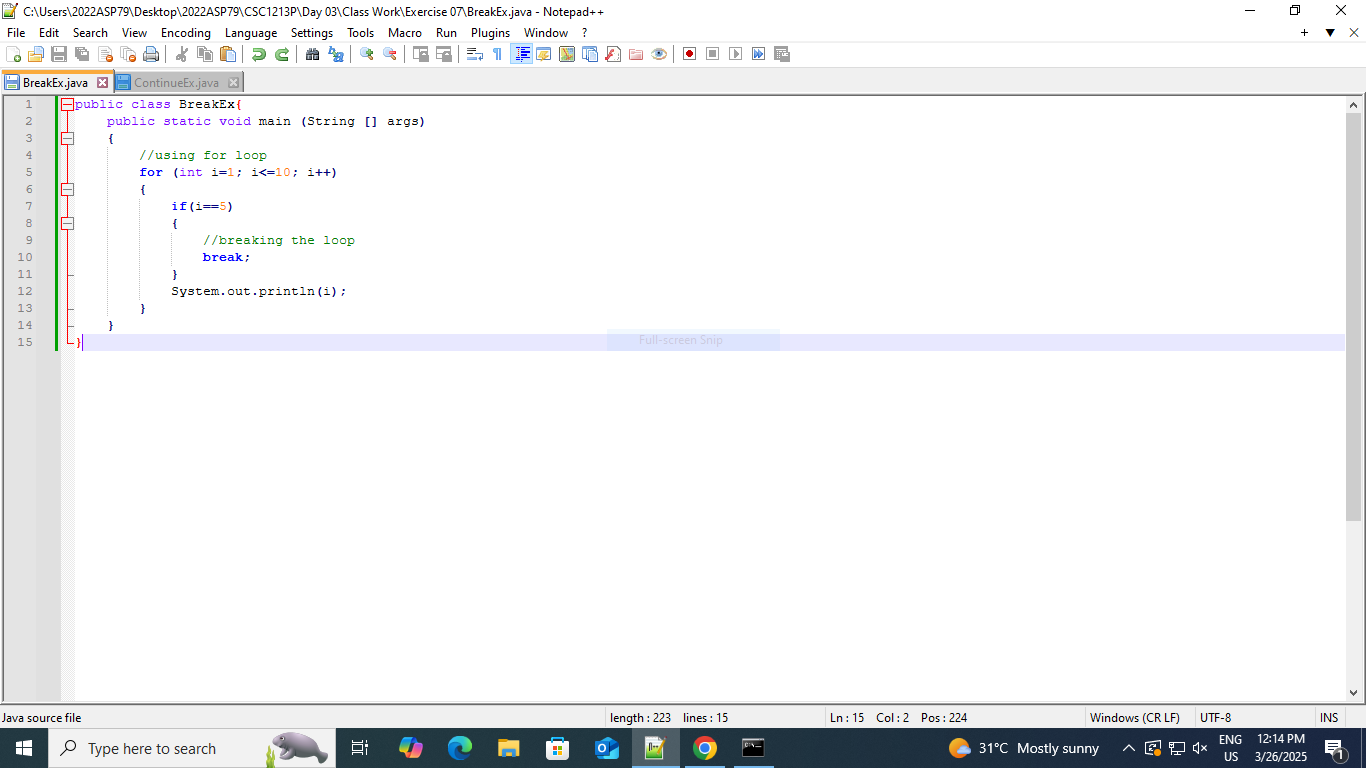 C:\Users\2022ASP79\Desktop\2022ASP79\CSC1213P\Day 03\Class Work\Exercise 07\BreakEx.java - Notepad++
File Edit Search View Encoding Language Settings Tools Macro Run Plugins Window ?
BreakEx.java ContinueEx.java
1 public class BreakEx{
2 public static void main (String [] args)
3 {
4 //using for loop
5 for (int i=1; i<=10; i++)
6 {
7 if(i==5)
8 {
9 //breaking the loop
10 break;
11 }
12 System.out.println(i);
13 }
14 }
15 }
Full-screen Snip
Java source file length : 223 lines : 15 Ln : 15 Col : 2 Pos : 224 Windows (CR LF) UTF-8 INS
Type here to search 31°C Mostly sunny ENG 12:14 PM
US 3/26/2025 1